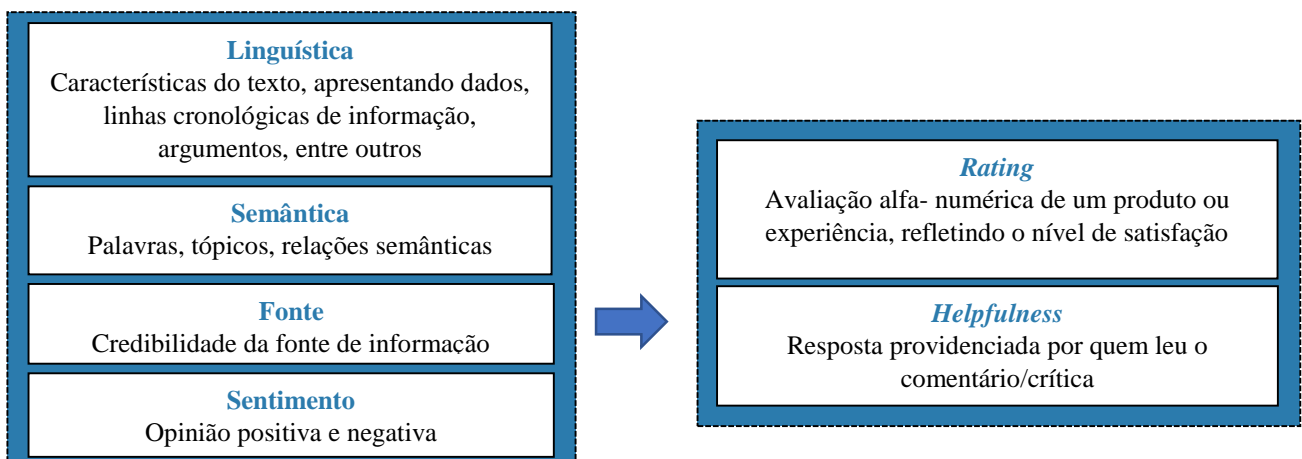 Linguística
Características do texto, apresentando dados,
linhas cronológicas de informação,
argumentos, entre outros
Semântica
Palavras, tópicos, relações semânticas
Fonte
Credibilidade da fonte de informação
Sentimento
Opinião positiva e negativa
Rating
Avaliação alfa- numérica de um produto ou
experiência, refletindo o nível de satisfação
Helpfulness
Resposta providenciada por quem leu o
comentário/crítica